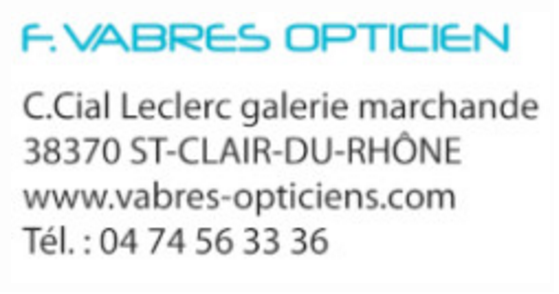 F. VABRES OPTICIEN
C.Cial Leclerc galerie marchande
38370 ST-CLAIR-DU-RHÔNE
www.vabres-opticiens.com
Tél. : 04 74 56 33 36